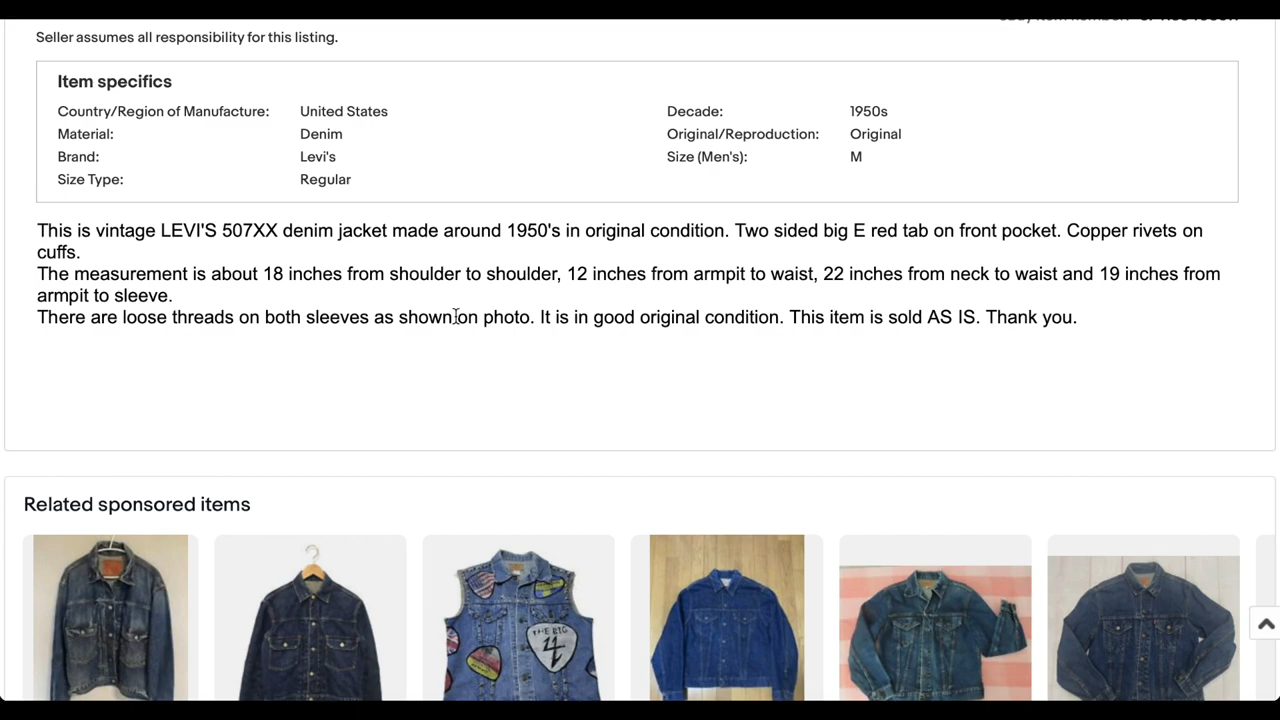 Seller assumes all responsibility for this listing.
Item specifics
Country/Region of Manufacture: United States Decade: 1950s
Material: Denim Original/Reproduction: Original
Brand: Levi's Size (Men's): M
Size Type: Regular
This is vintage LEVI'S 507XX denim jacket made around 1950's in original condition. Two sided big E red tab on front pocket. Copper rivets on
cuffs.
The measurement is about 18 inches from shoulder to shoulder, 12 inches from armpit to waist, 22 inches from neck to waist and 19 inches from
armpit to sleeve.
There are loose threads on both sleeves as shown on photo. It is in good original condition. This item is sold AS IS. Thank you.
Related sponsored items
THE BIG
4